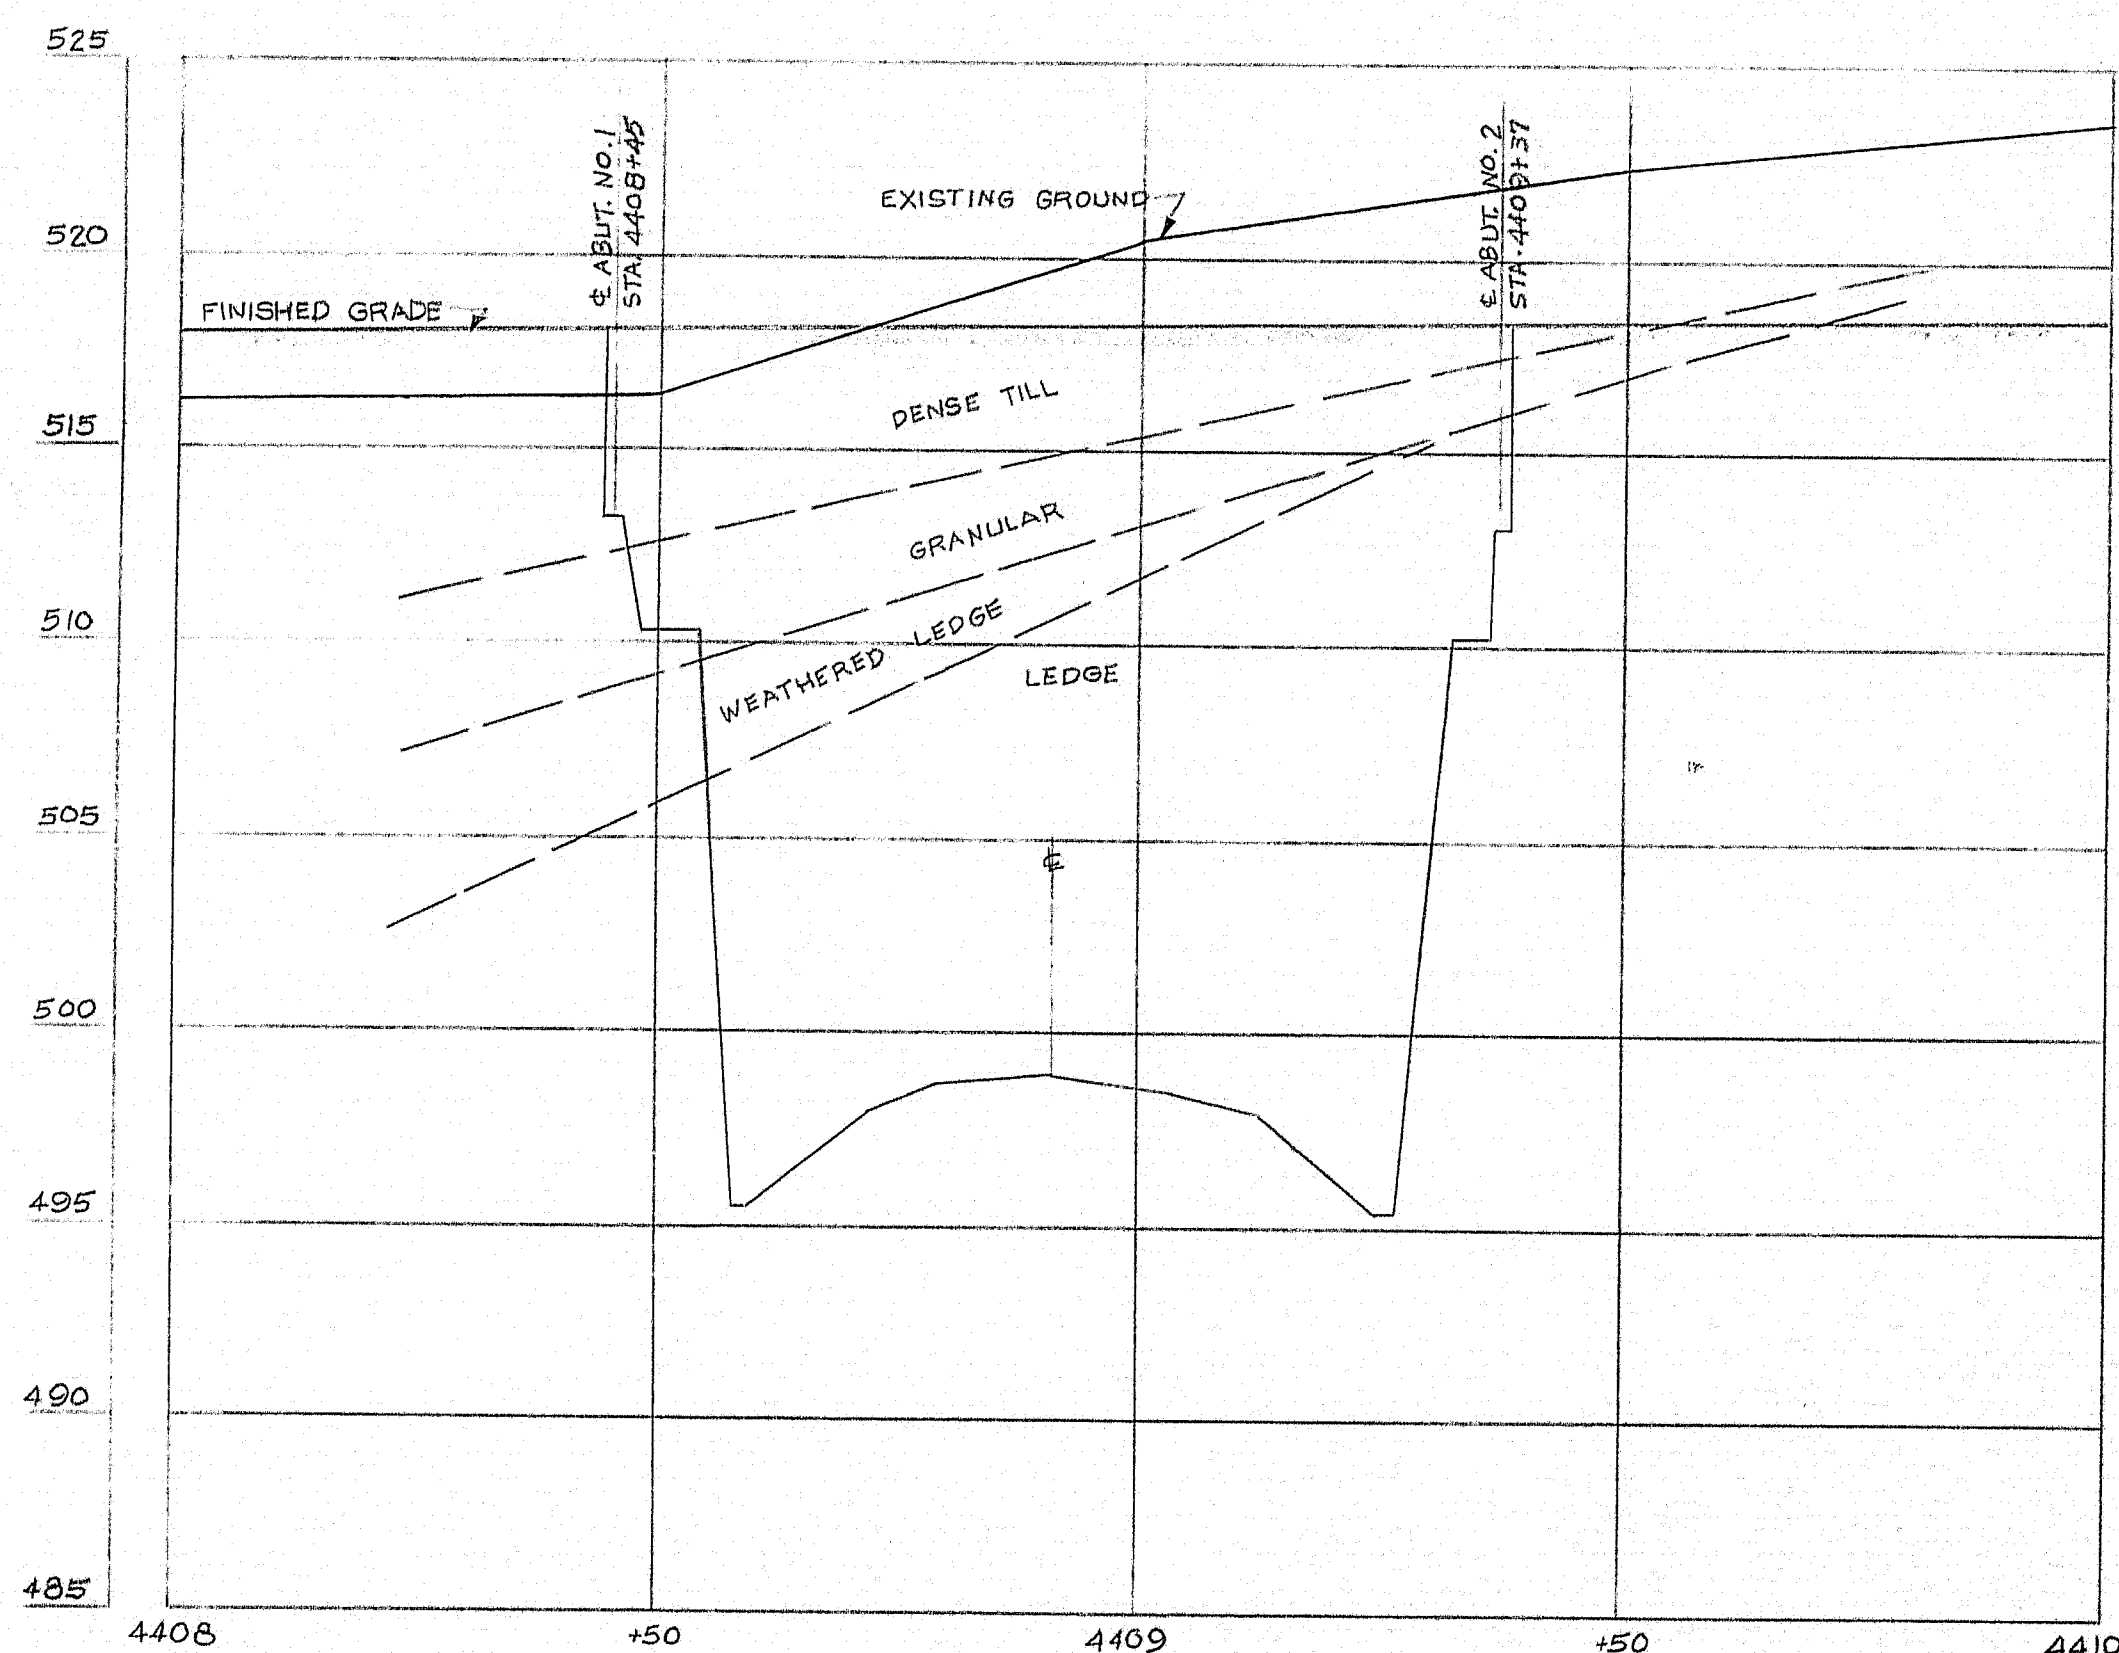 525
520
515
510
505
500
495
490
485
℄ ABUT. NO. 1
STA. 4408+45
℄ ABUT. NO. 2
STA. 4409+37
EXISTING GROUND
FINISHED GRADE
DENSE TILL
GRANULAR
WEATHERED LEDGE
LEDGE
℄
4408
+50
4409
+50
4410